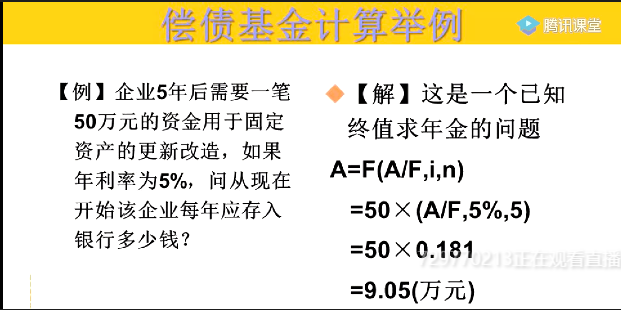 偿债基金计算举例
腾讯课堂
【例】企业5年后需要一笔
50万元的资金用于固定
资产的更新改造，如果
年利率为5%，问从现在
开始该企业每年应存入
银行多少钱？
【解】这是一个已知
终值求年金的问题
A=F(A/F,i,n)
=50×(A/F,5%,5)
=50×0.181
=9.05(万元)
正在观看直播